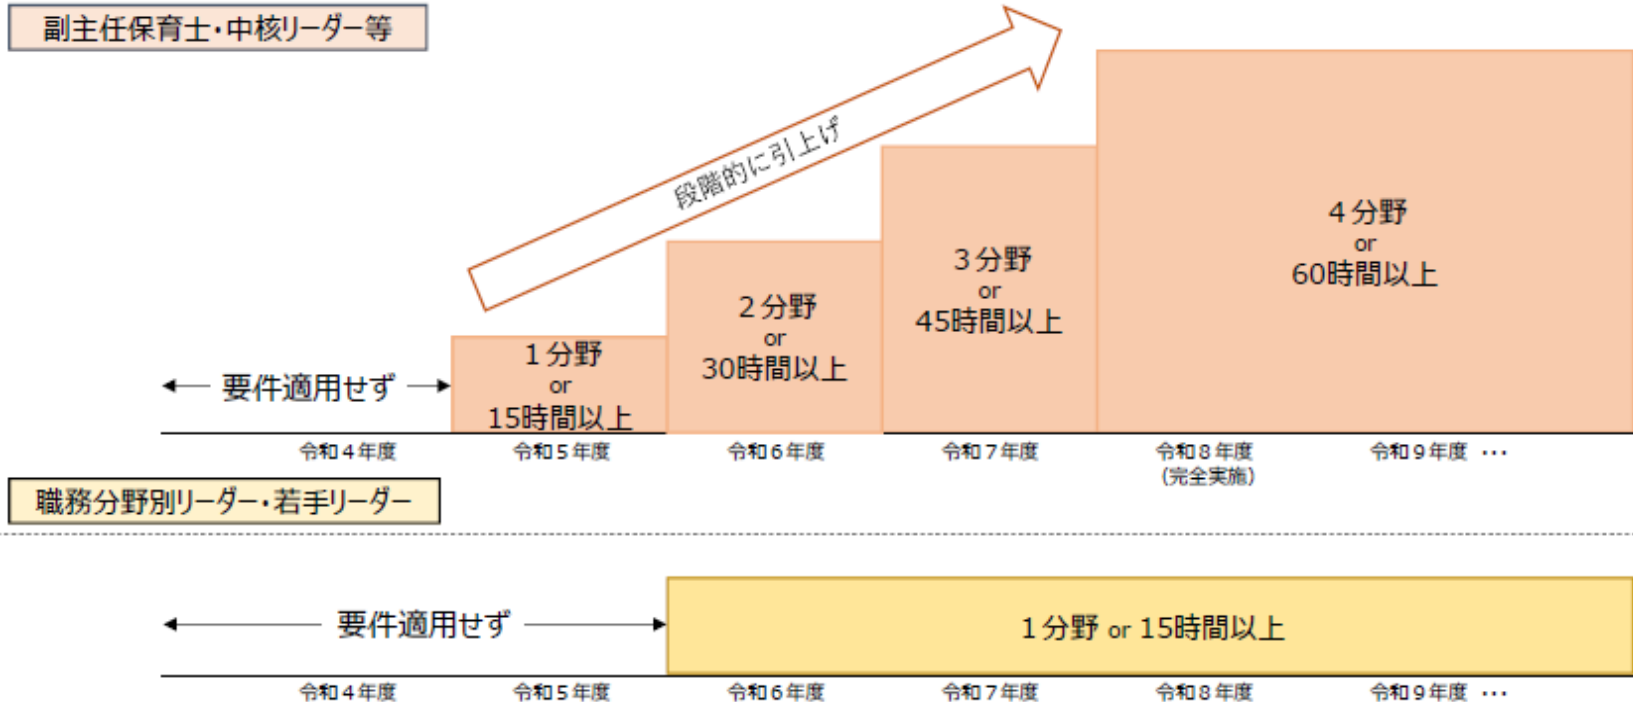 副主任保育士・中核リーダー等
段階的に引上げ
4分野
or
60時間以上
3分野
or
45時間以上
2分野
or
30時間以上
1分野
or
15時間以上
要件適用せず
令和4年度 令和5年度 令和6年度 令和7年度 令和8年度 令和9年度 …
(完全実施)
職務分野別リーダー・若手リーダー
要件適用せず
1分野 or 15時間以上
令和4年度 令和5年度 令和6年度 令和7年度 令和8年度 令和9年度 …